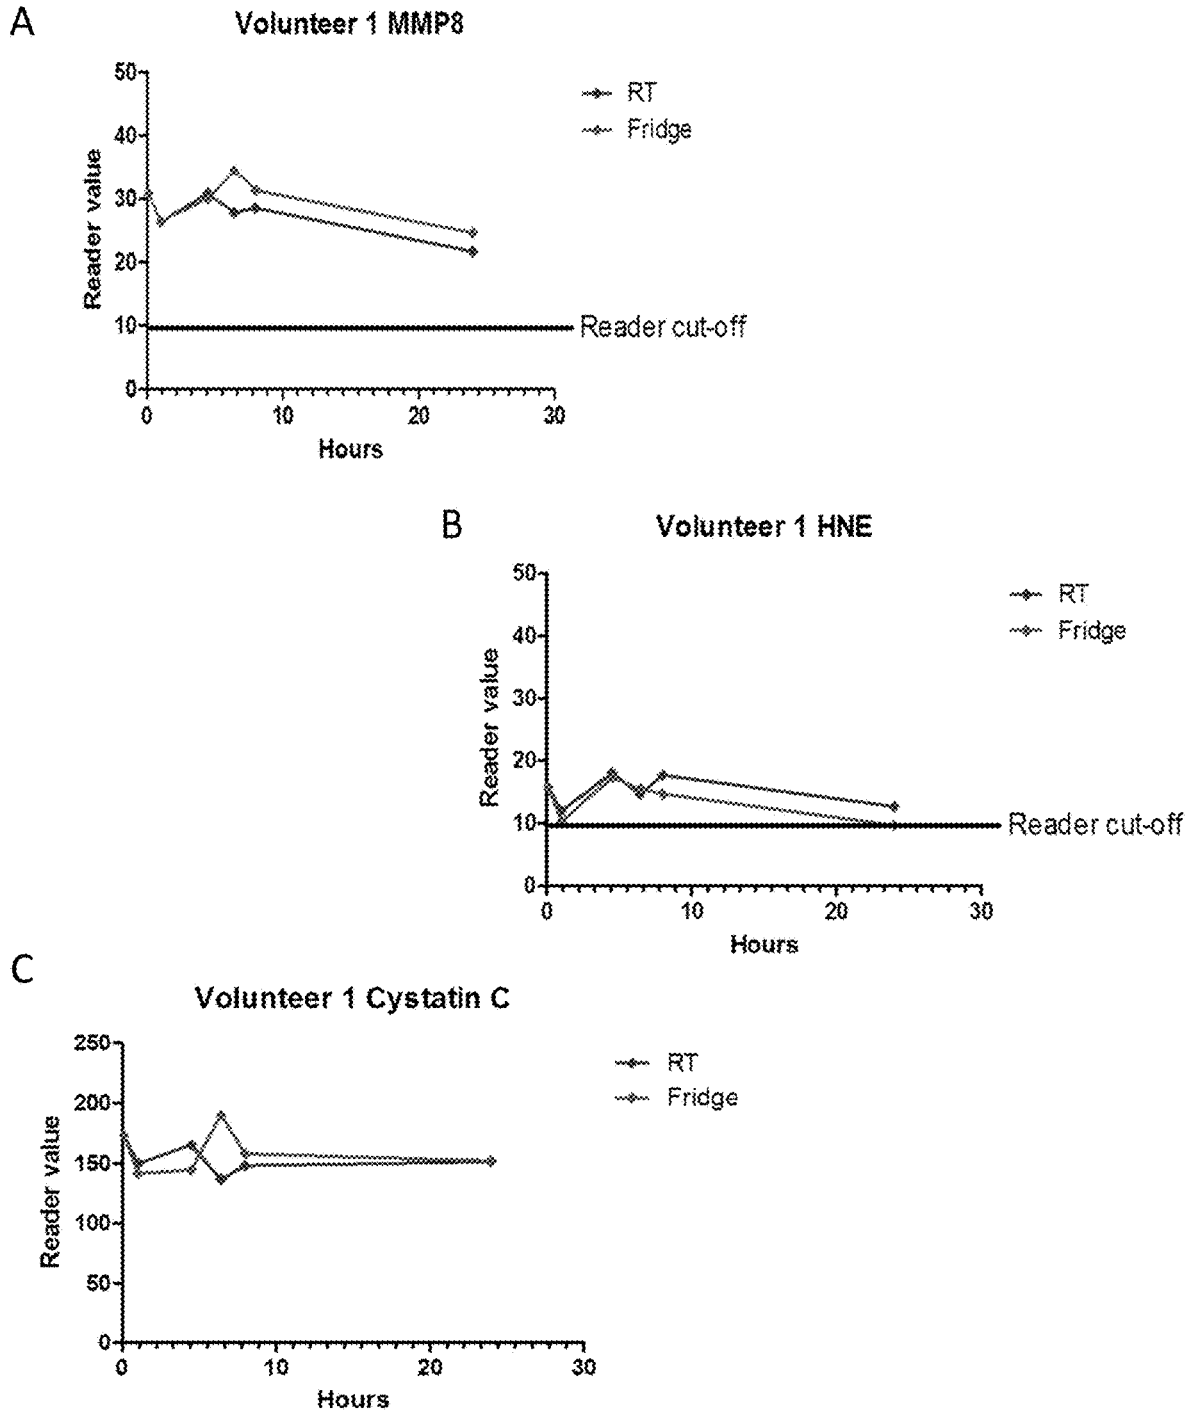 A
Volunteer 1 MMP8
50
40
30
20
10
0
Reader value
RT
Fridge
Reader cut-off
0 10 20 30
Hours
B
Volunteer 1 HNE
50
40
30
20
10
0
Reader value
RT
Fridge
Reader cut-off
0 10 20 30
Hours
C
Volunteer 1 Cystatin C
250
200
150
100
50
0
Reader value
RT
Fridge
0 10 20 30
Hours